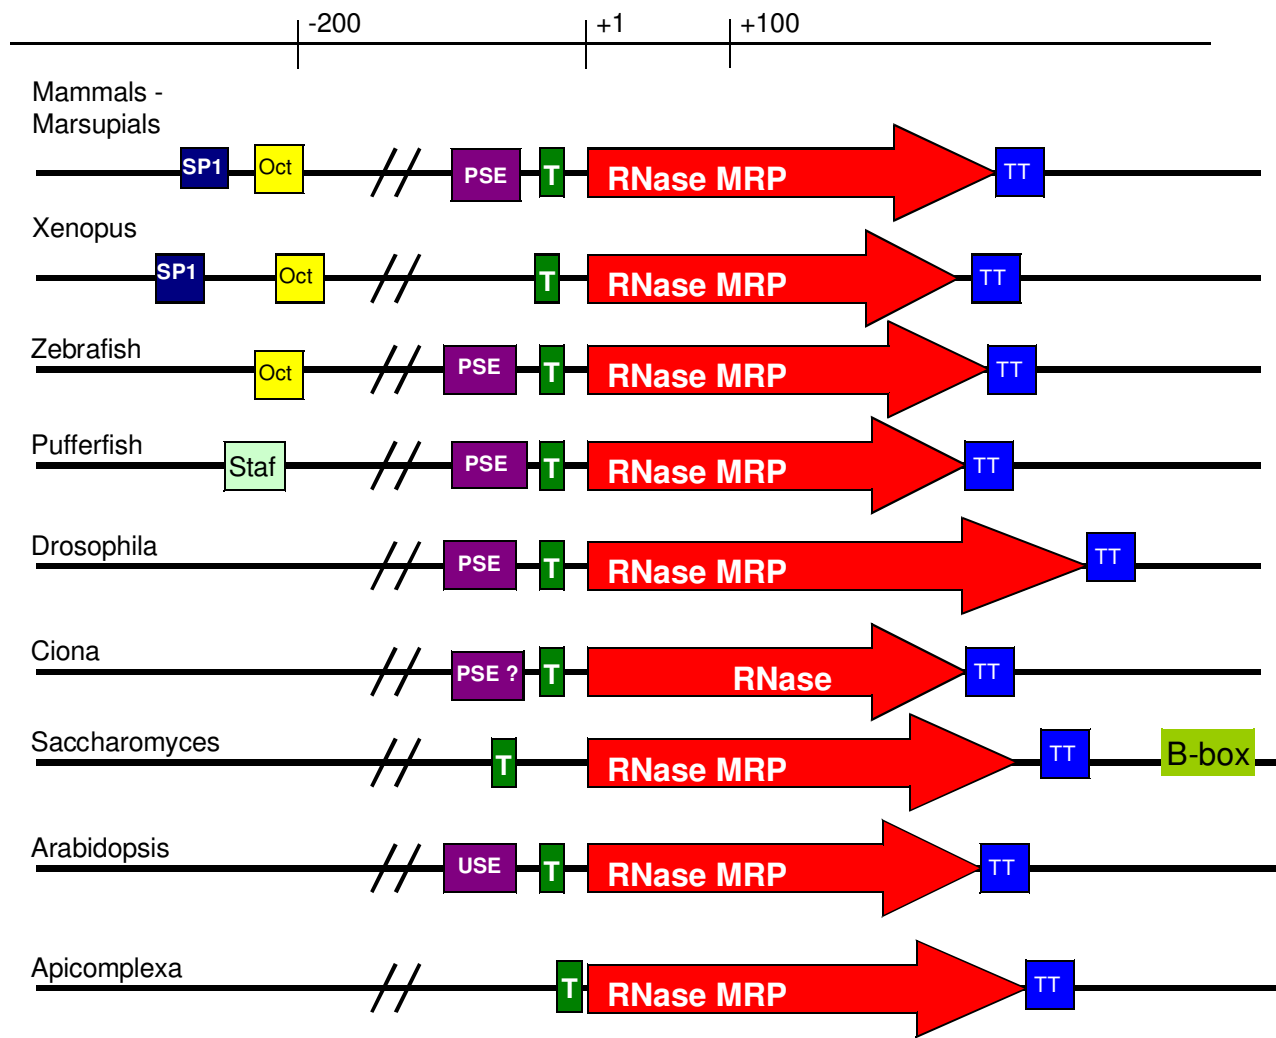 -200 +1 +100
Mammals -
Marsupials
SP1 Oct PSE T RNase MRP TT
Xenopus
SP1 Oct T RNase MRP TT
Zebrafish
Oct PSE T RNase MRP TT
Pufferfish
Staf PSE T RNase MRP TT
Drosophila
PSE T RNase MRP TT
Ciona
PSE ? T RNase TT
Saccharomyces
T RNase MRP TT B-box
Arabidopsis
USE T RNase MRP TT
Apicomplexa
T RNase MRP TT